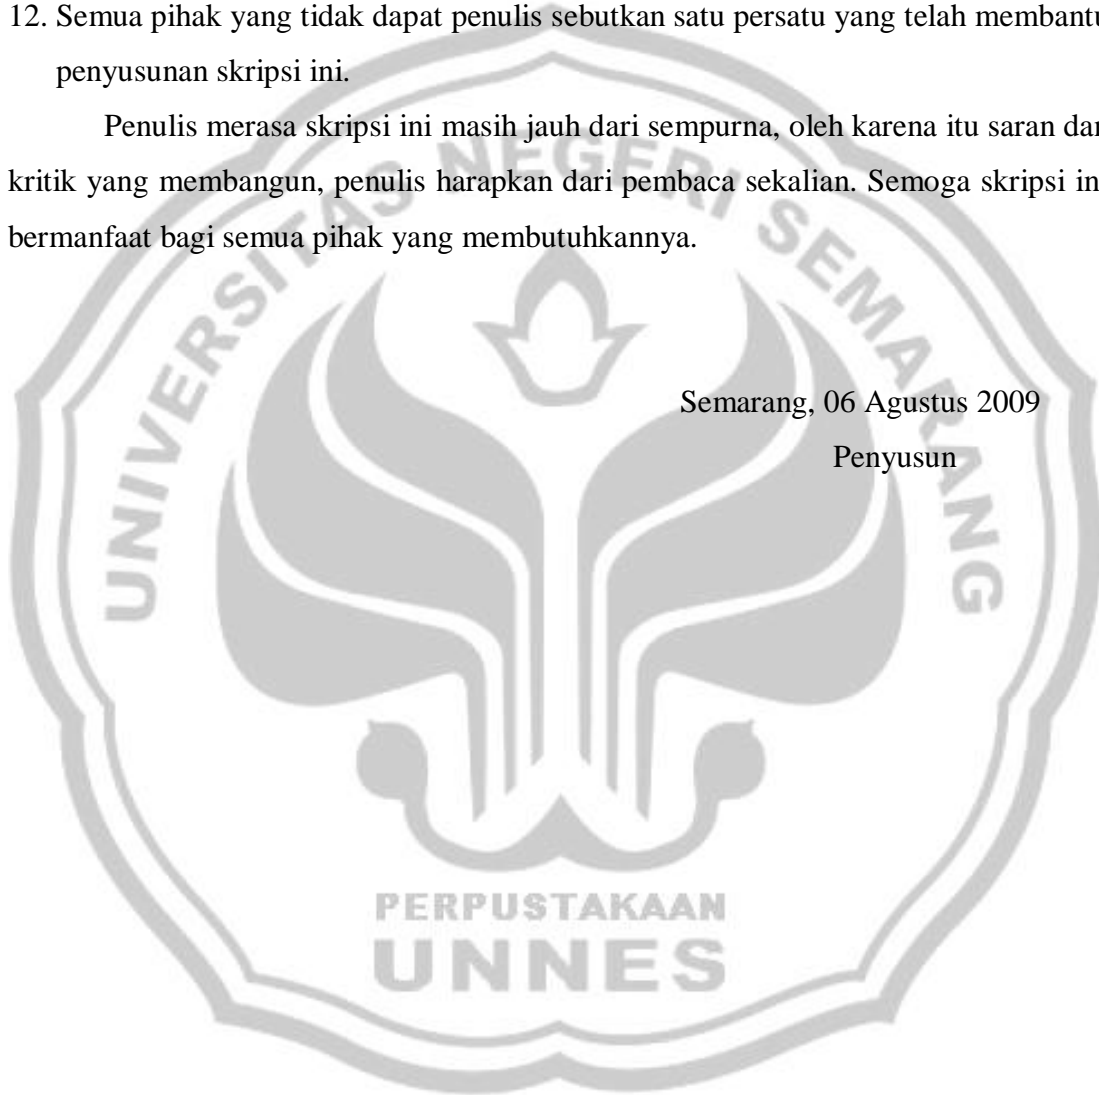 12. Semua pihak yang tidak dapat penulis sebutkan satu persatu yang telah membantu
penyusunan skripsi ini.
Penulis merasa skripsi ini masih jauh dari sempurna, oleh karena itu saran dan
kritik yang membangun, penulis harapkan dari pembaca sekalian. Semoga skripsi ini
bermanfaat bagi semua pihak yang membutuhkannya.
Semarang, 06 Agustus 2009
Penyusun
UNIVERSITAS NEGERI SEMARANG
PERPUSTAKAAN
UNNES